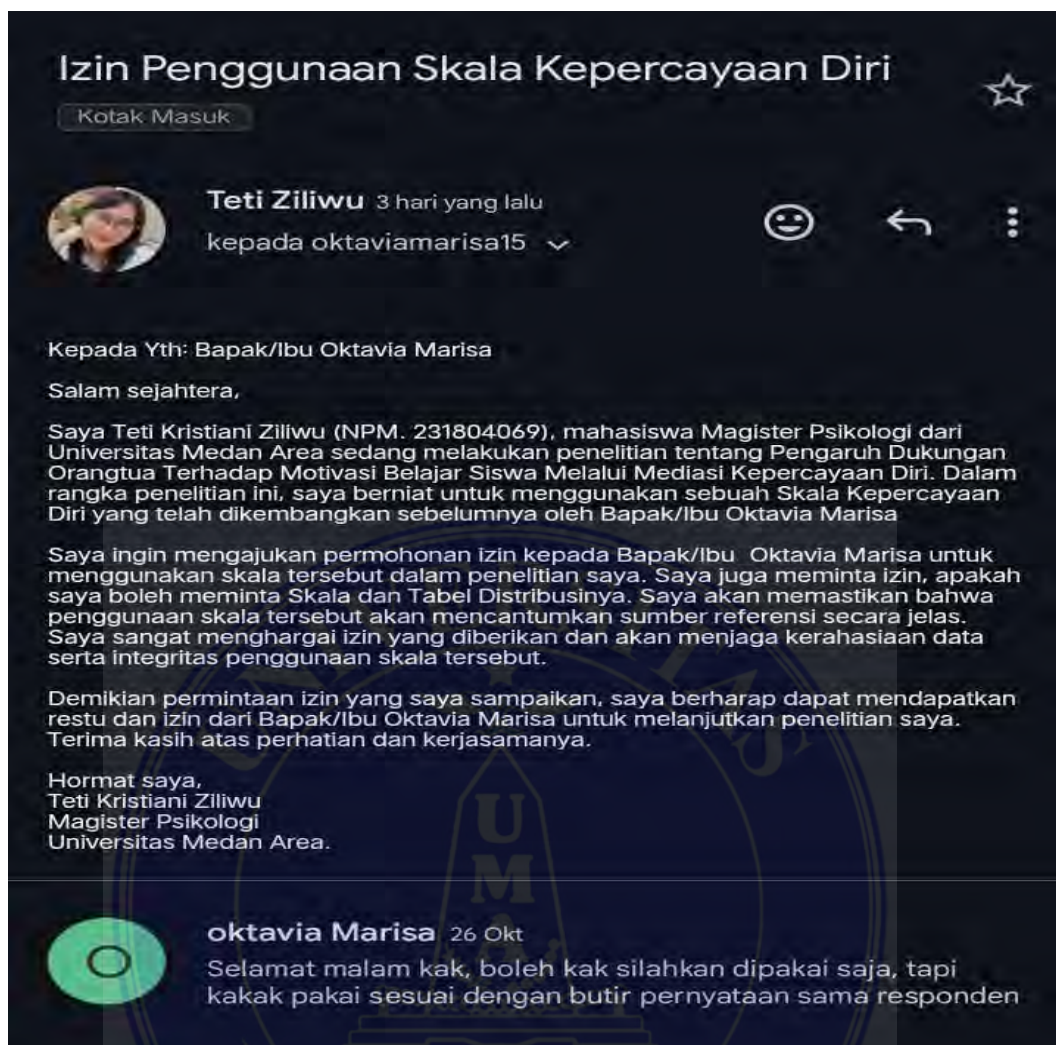 Izin Penggunaan Skala Kepercayaan Diri
Kotak Masuk
Teti Ziliwu 3 hari yang lalu
kepada oktaviamarisa15
Kepada Yth: Bapak/Ibu Oktavia Marisa
Salam sejahtera,
Saya Teti Kristiani Ziliwu (NPM. 231804069), mahasiswa Magister Psikologi dari
Universitas Medan Area sedang melakukan penelitian tentang Pengaruh Dukungan
Orangtua Terhadap Motivasi Belajar Siswa Melalui Mediasi Kepercayaan Diri. Dalam
rangka penelitian ini, saya berniat untuk menggunakan sebuah Skala Kepercayaan
Diri yang telah dikembangkan sebelumnya oleh Bapak/Ibu Oktavia Marisa
Saya ingin mengajukan permohonan izin kepada Bapak/Ibu Oktavia Marisa untuk
menggunakan skala tersebut dalam penelitian saya. Saya juga meminta izin, apakah
saya boleh meminta Skala dan Tabel Distribusinya. Saya akan memastikan bahwa
penggunaan skala tersebut akan mencantumkan sumber referensi secara jelas.
Saya sangat menghargai izin yang diberikan dan akan menjaga kerahasiaan data
serta integritas penggunaan skala tersebut.
Demikian permintaan izin yang saya sampaikan, saya berharap dapat mendapatkan
restu dan izin dari Bapak/Ibu Oktavia Marisa untuk melanjutkan penelitian saya.
Terima kasih atas perhatian dan kerjasamanya.
Hormat saya,
Teti Kristiani Ziliwu
Magister Psikologi
Universitas Medan Area.
O
oktavia Marisa 26 Okt
Selamat malam kak, boleh kak silahkan dipakai saja, tapi
kakak pakai sesuai dengan butir pernyataan sama responden